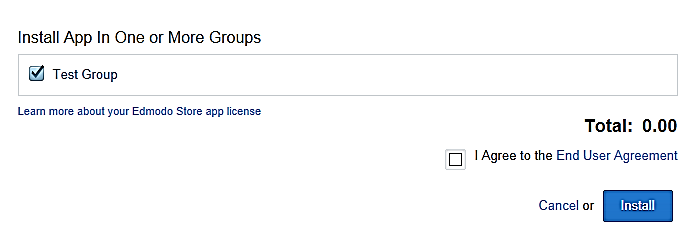 Install App In One or More Groups
Test Group
Learn more about your Edmodo Store app license
Total: 0.00
I Agree to the End User Agreement
Cancel or Install